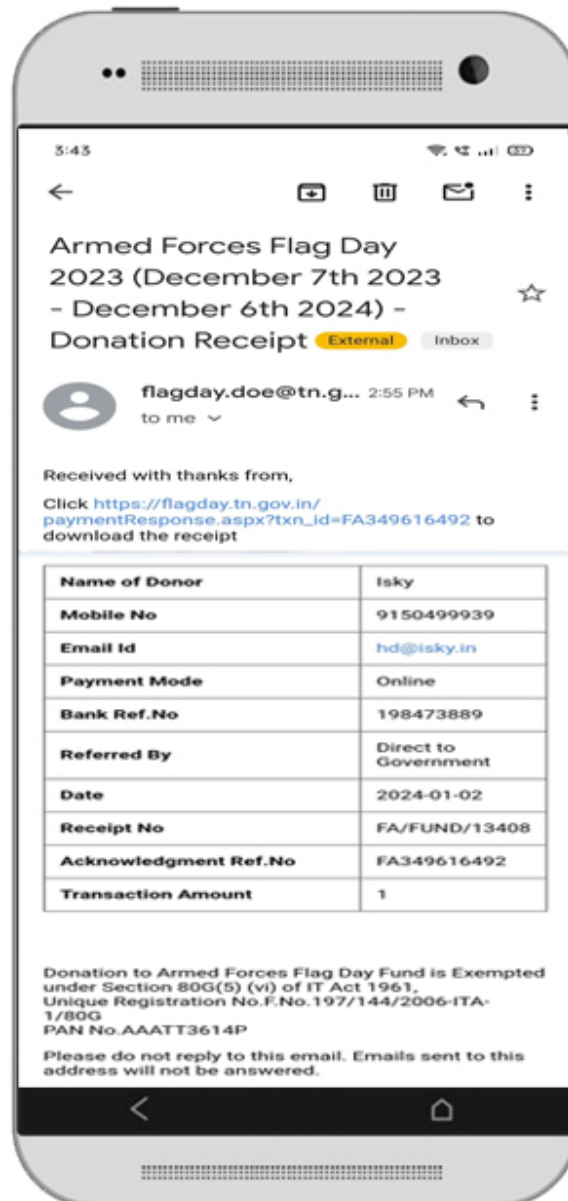 3:43
57
Armed Forces Flag Day
2023 (December 7th 2023
- December 6th 2024) -
Donation Receipt External Inbox
flagday.doe@tn.g... 2:55 PM
to me
Received with thanks from,
Click https://flagday.tn.gov.in/
paymentResponse.aspx?txn_id=FA349616492 to
download the receipt
Name of Donor Isky
Mobile No 9150499939
Email Id hd@isky.in
Payment Mode Online
Bank Ref.No 198473889
Referred By Direct to
Government
Date 2024-01-02
Receipt No FA/FUND/13408
Acknowledgment Ref.No FA349616492
Transaction Amount 1
Donation to Armed Forces Flag Day Fund is Exempted
under Section 80G(5) (vi) of IT Act 1961,
Unique Registration No.F.No.197/144/2006-ITA-
1/80G
PAN No.AAATT3614P
Please do not reply to this email. Emails sent to this
address will not be answered.